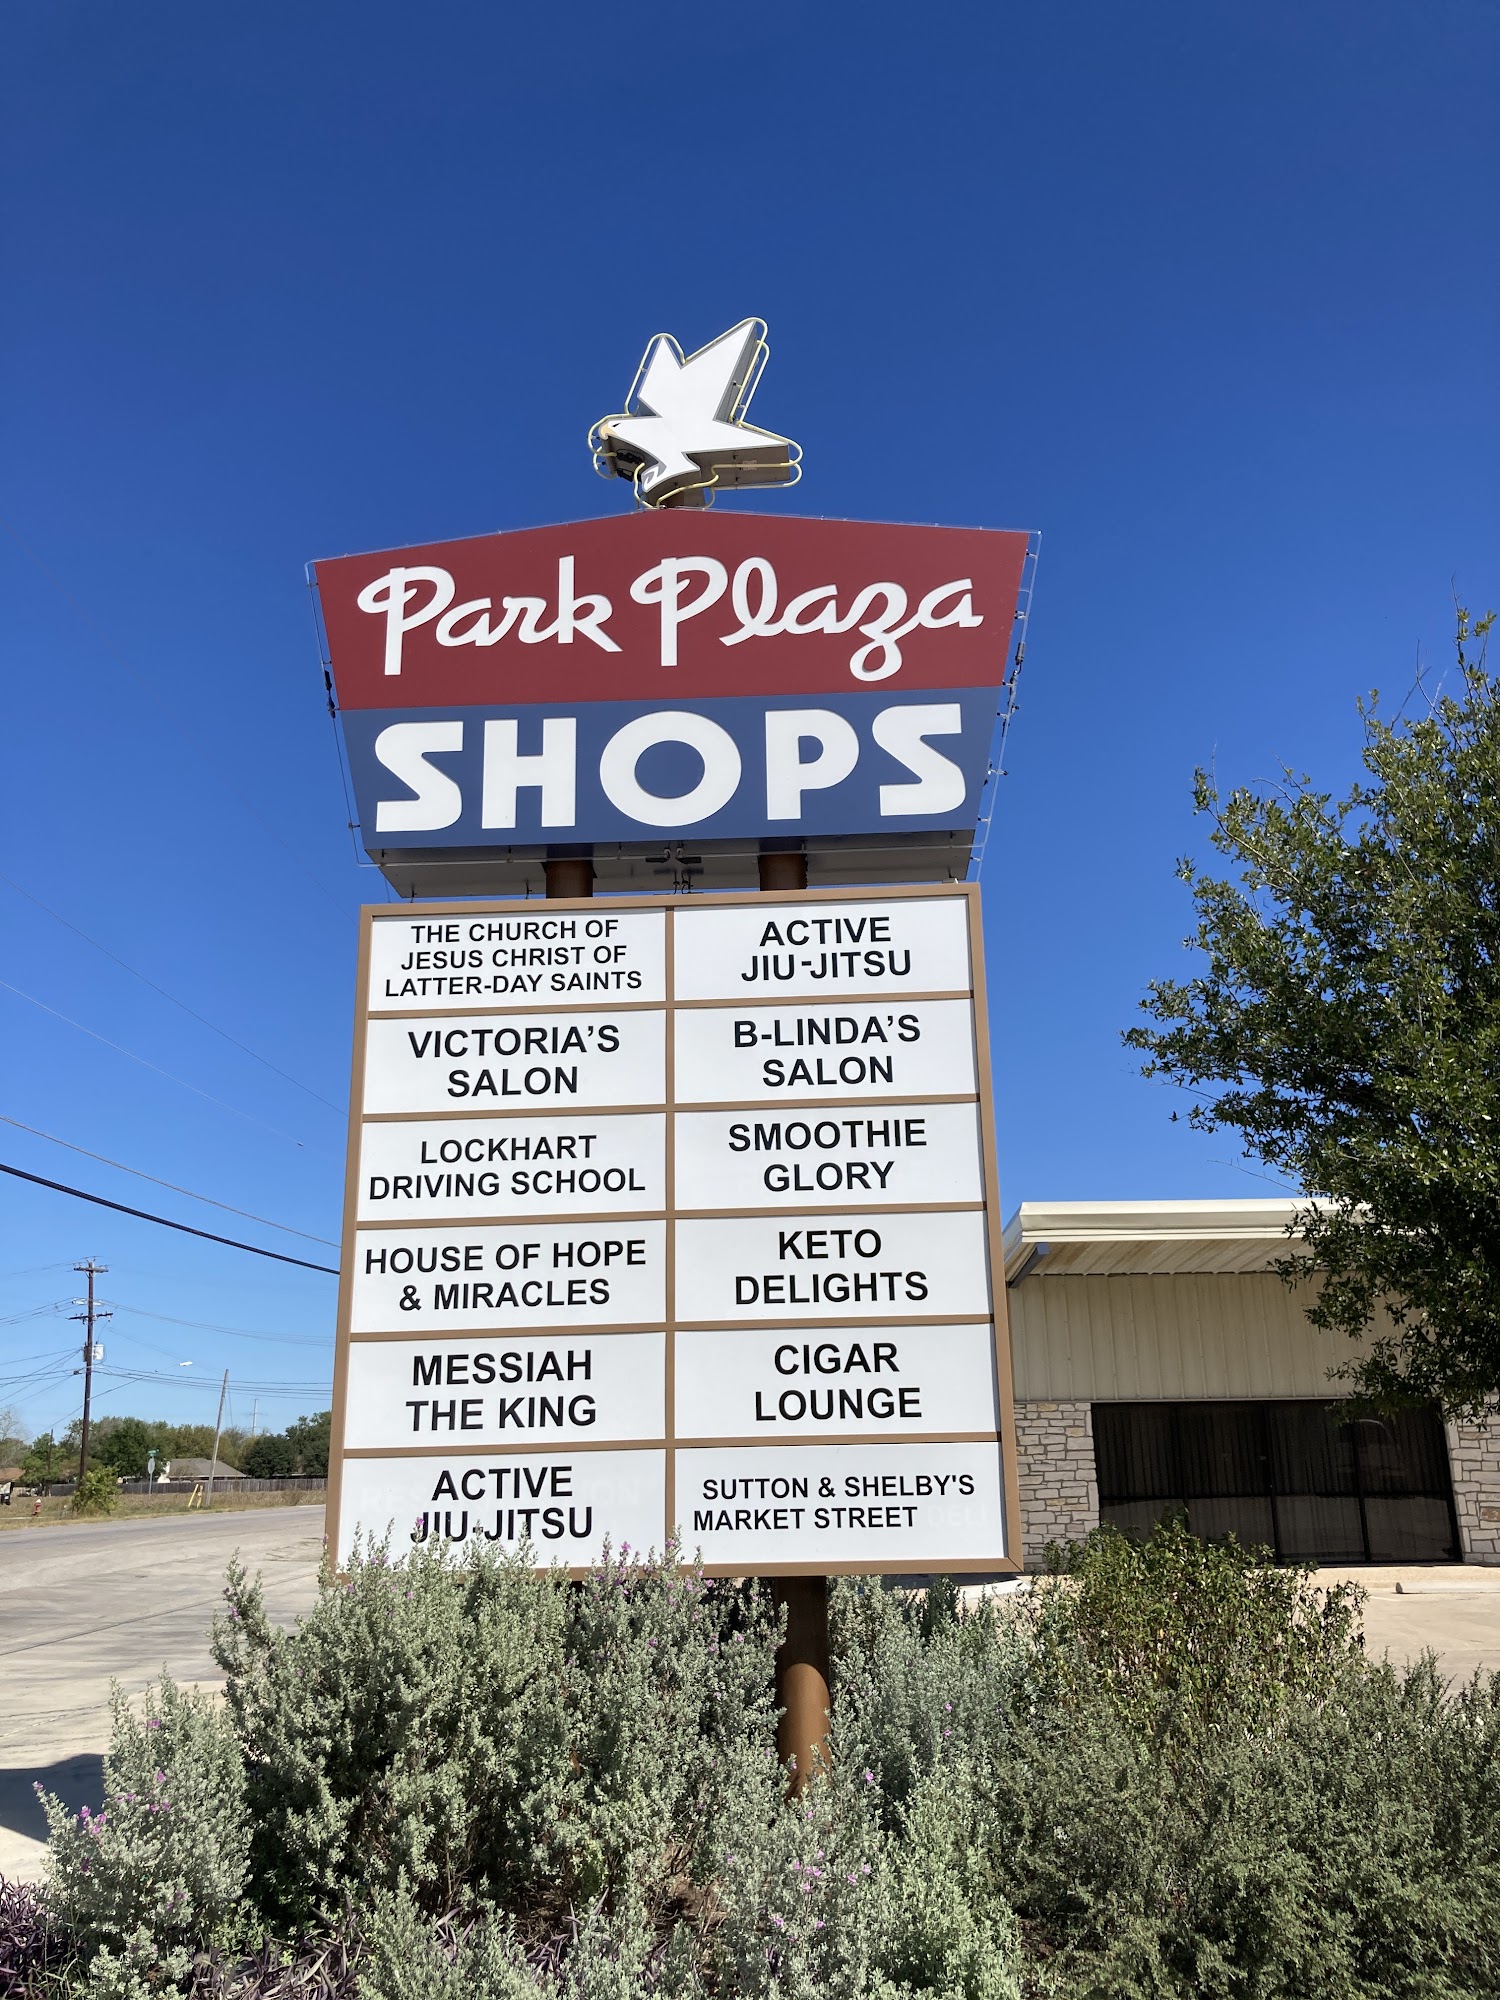 Park Plaza
SHOPS
THE CHURCH OF
JESUS CHRIST OF
LATTER-DAY SAINTS
ACTIVE
JIU-JITSU
VICTORIA'S
SALON
B-LINDA'S
SALON
LOCKHART
DRIVING SCHOOL
SMOOTHIE
GLORY
HOUSE OF HOPE
& MIRACLES
KETO
DELIGHTS
MESSIAH
THE KING
CIGAR
LOUNGE
ACTIVE
JIU-JITSU
SUTTON & SHELBY'S
MARKET STREET